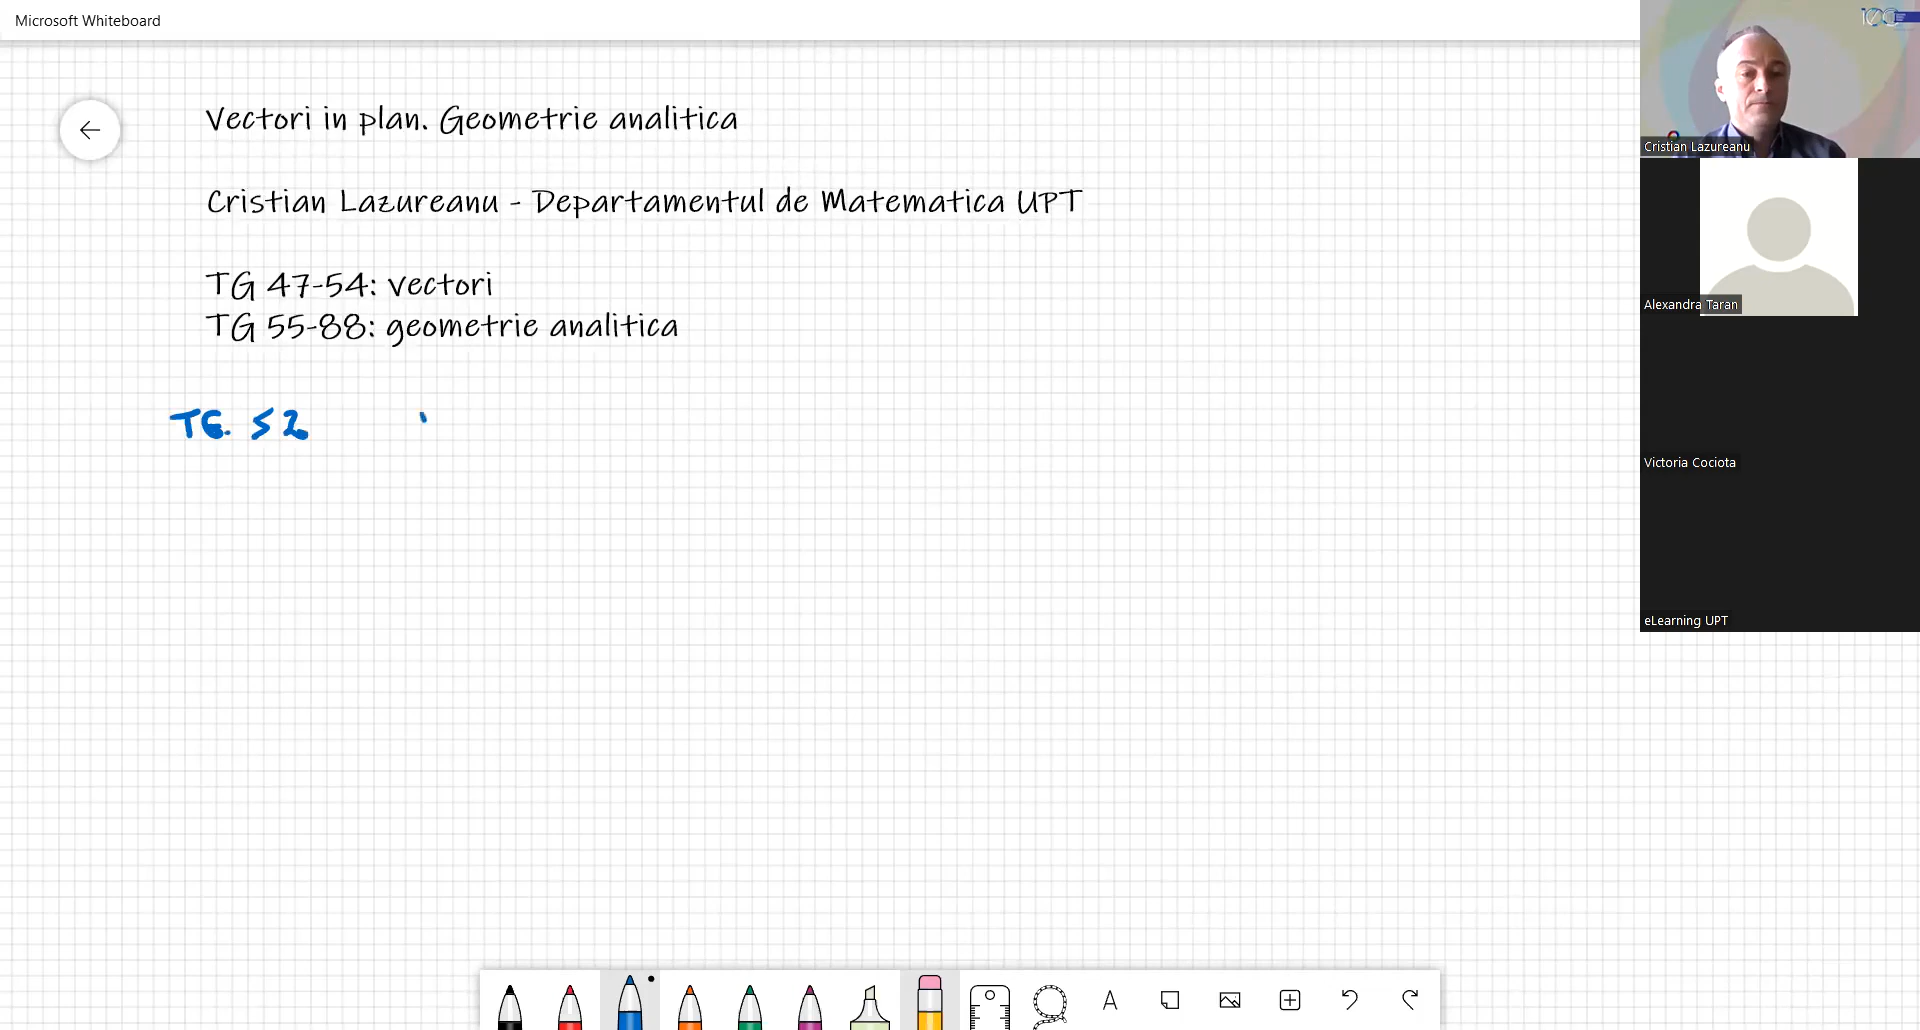 Microsoft Whiteboard
Vectori in plan. Geometrie analitica
Cristian Lazureanu - Departamentul de Matematica UPT
TG 47-54: vectori
TG 55-88: geometrie analitica
TG. 52
Cristian Lazureanu
Alexandra Taran
Victoria Cociota
eLearning UPT